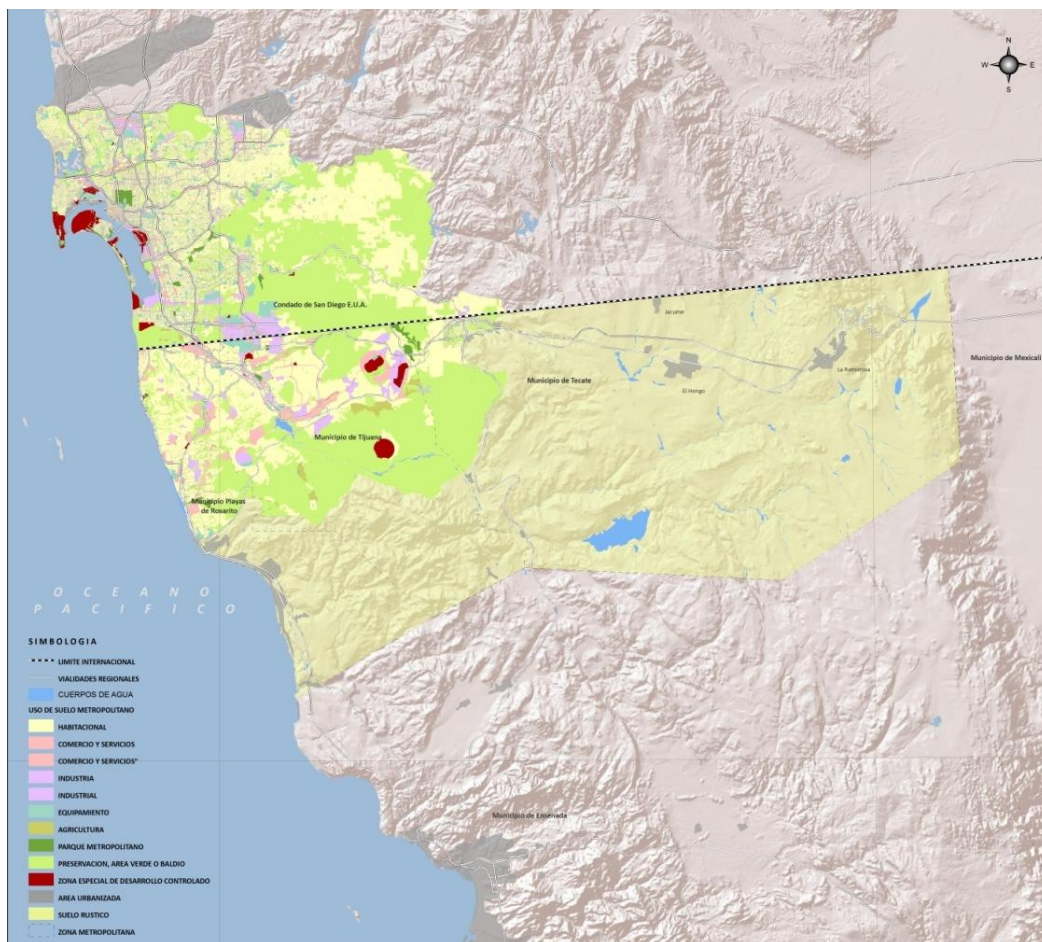 N
W E
S
Condado de San Diego E.U.A.
Jacume
Municipio de Mexicali
La Rumorosa
Municipio de Tecate
El Hongo
Municipio de Tijuana
Municipio Playas
de Rosarito
OCEANO
PACIFICO
SIMBOLOGIA
LIMITE INTERNACIONAL
VIALIDADES REGIONALES
CUERPOS DE AGUA
USO DE SUELO METROPOLITANO
HABITACIONAL
COMERCIO Y SERVICIOS
COMERCIO Y SERVICIOS"
INDUSTRIA
INDUSTRIAL
EQUIPAMIENTO
AGRICULTURA
PARQUE METROPOLITANO
PRESERVACION, AREA VERDE O BALDIO
ZONA ESPECIAL DE DESARROLLO CONTROLADO
AREA URBANIZADA
SUELO RUSTICO
ZONA METROPOLITANA
Municipio de Ensenada